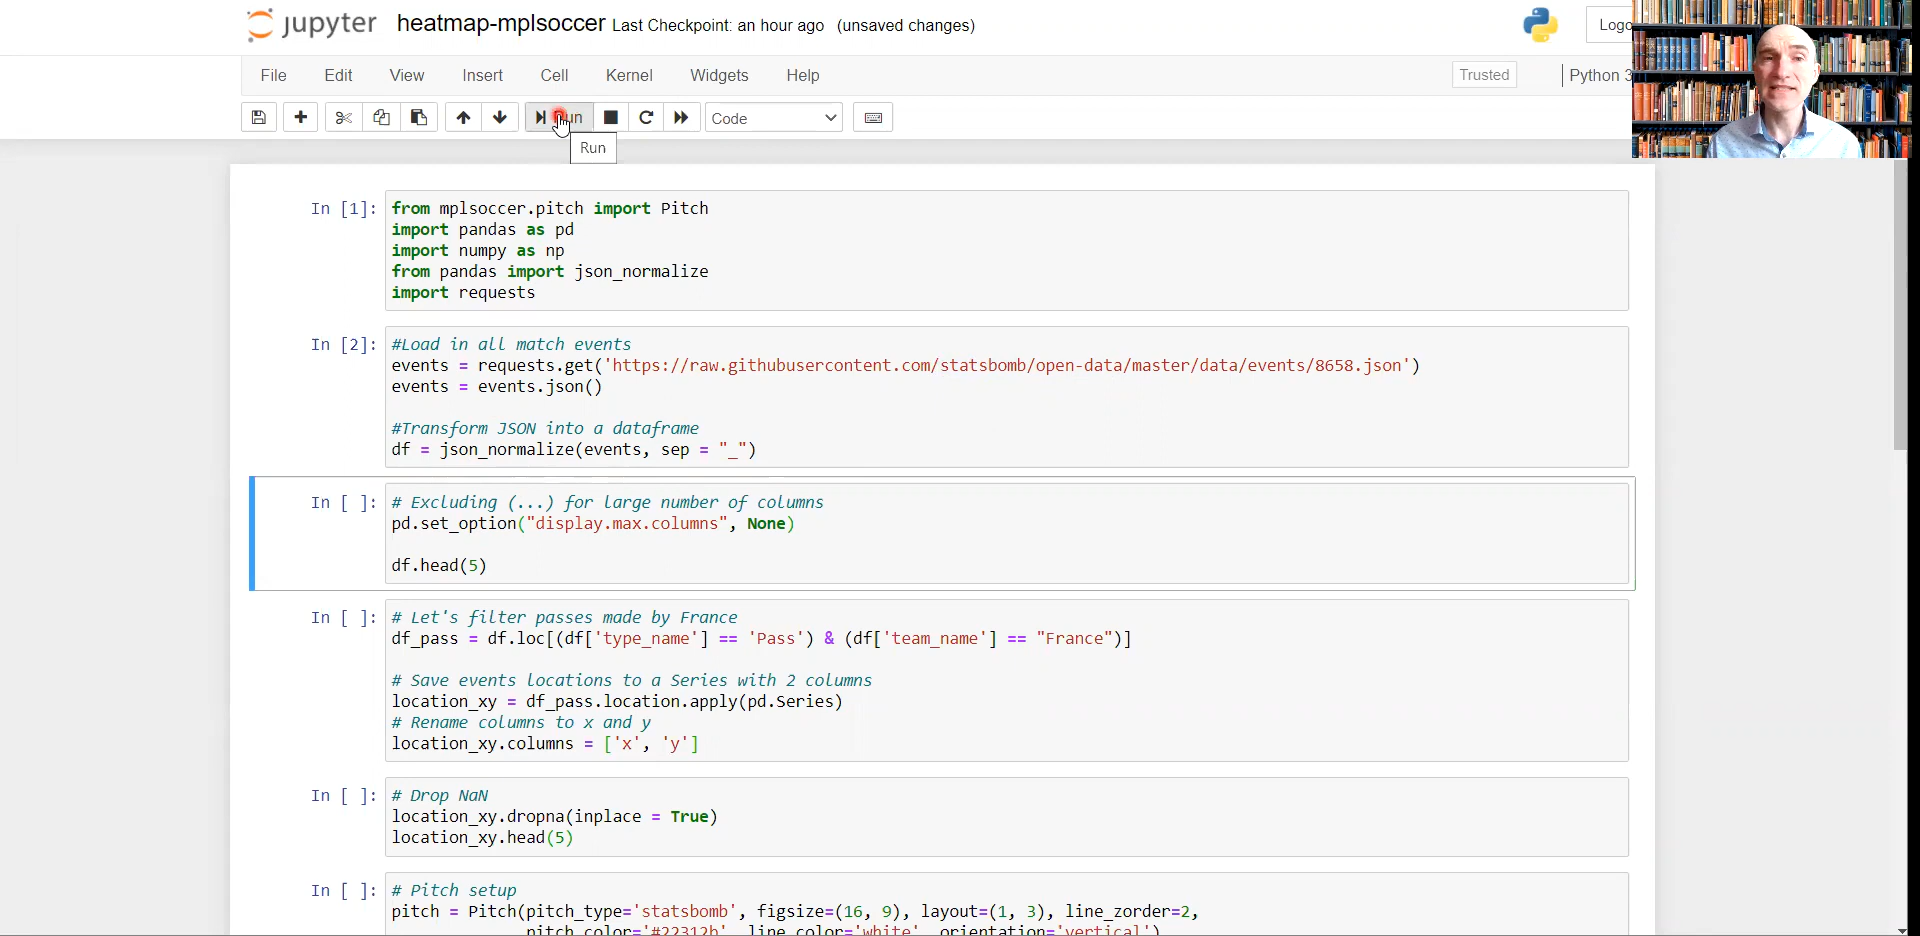 jupyter heatmap-mplsoccer Last Checkpoint: an hour ago (unsaved changes)
Logo
File Edit View Insert Cell Kernel Widgets Help
Trusted
Python 3
Code
Run
In [1]:
from mplsoccer.pitch import Pitch
import pandas as pd
import numpy as np
from pandas import json_normalize
import requests
In [2]:
#Load in all match events
events = requests.get('https://raw.githubusercontent.com/statsbomb/open-data/master/data/events/8658.json')
events = events.json()
#Transform JSON into a dataframe
df = json_normalize(events, sep = "_")
In [ ]:
# Excluding (...) for large number of columns
pd.set_option("display.max.columns", None)
df.head(5)
In [ ]:
# Let's filter passes made by France
df_pass = df.loc[(df['type_name'] == 'Pass') & (df['team_name'] == "France")]
# Save events locations to a Series with 2 columns
location_xy = df_pass.location.apply(pd.Series)
# Rename columns to x and y
location_xy.columns = ['x', 'y']
In [ ]:
# Drop NaN
location_xy.dropna(inplace = True)
location_xy.head(5)
In [ ]:
# Pitch setup
pitch = Pitch(pitch_type='statsbomb', figsize=(16, 9), layout=(1, 3), line_zorder=2,
pitch_color='#22312b', line_color='white', orientation='vertical')